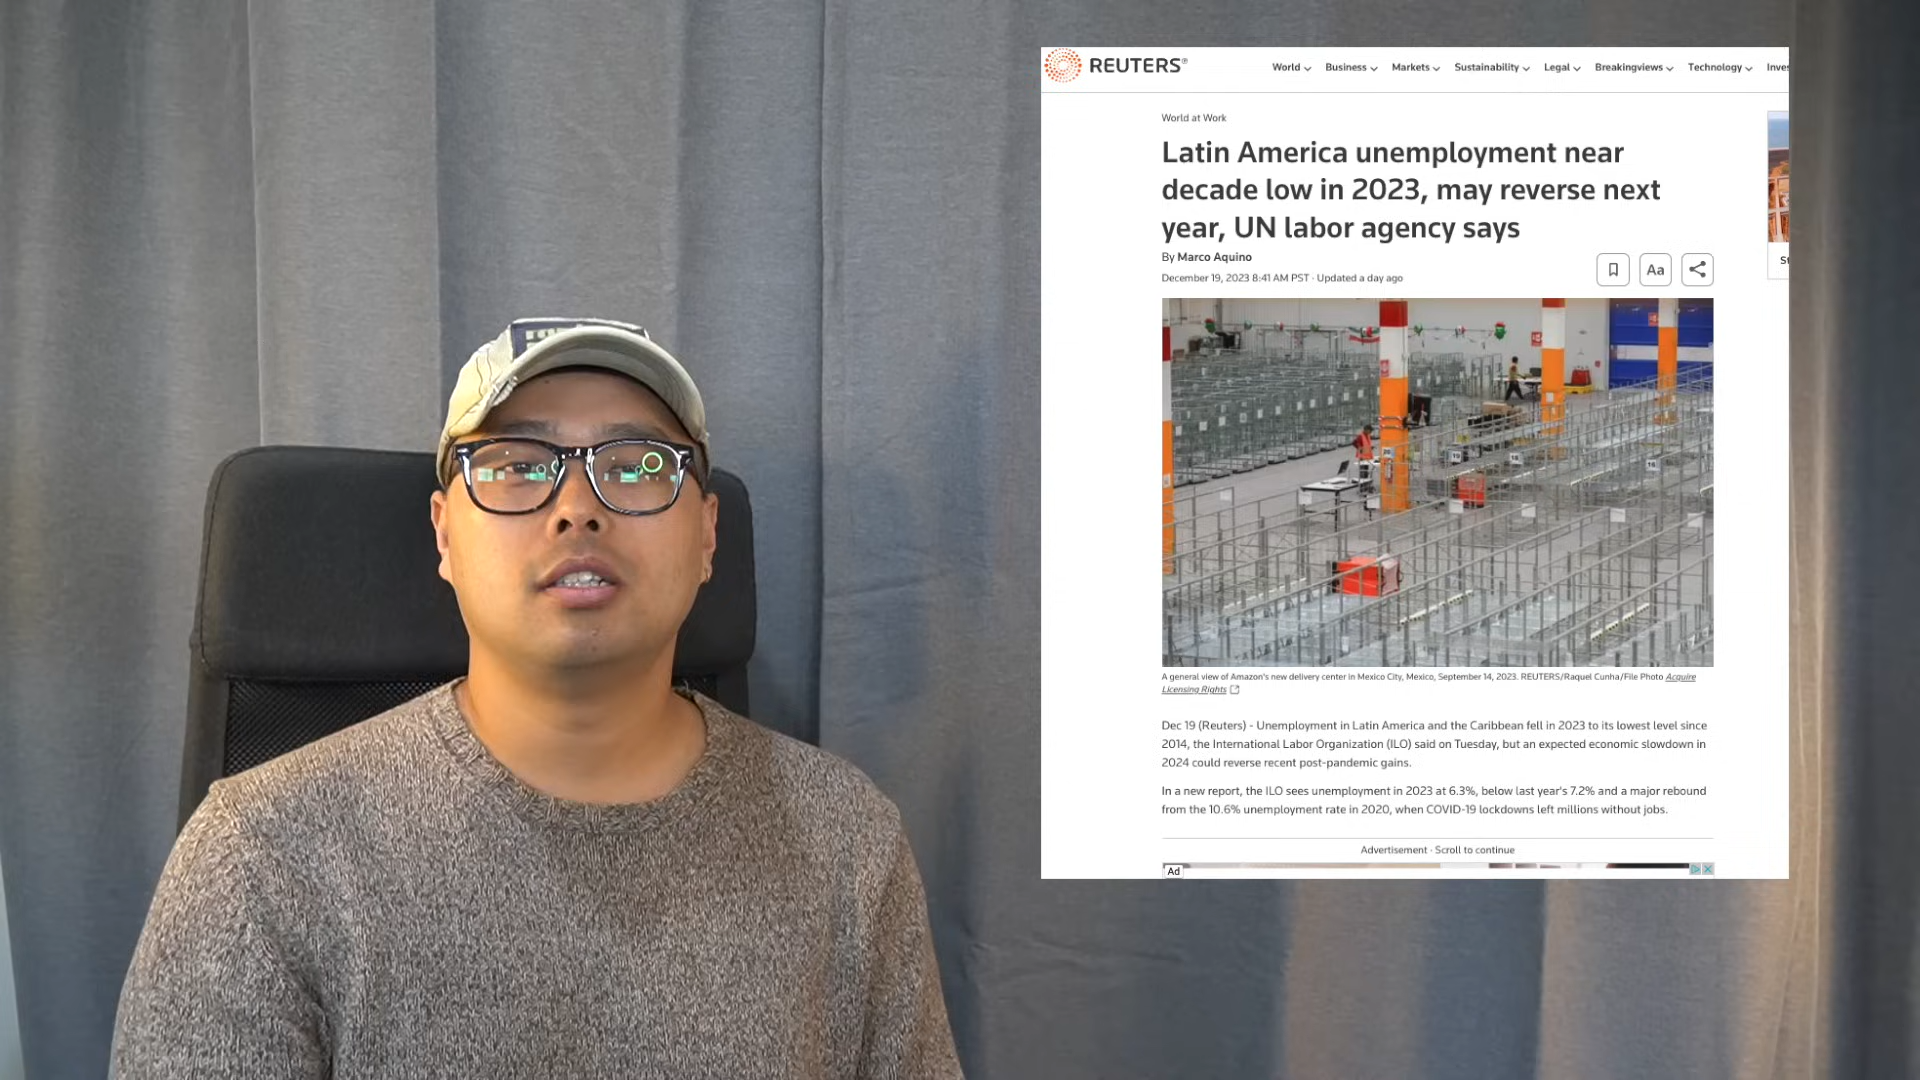 REUTERS®
World Business Markets Sustainability Legal Breakingviews Technology Inves
World at Work
Latin America unemployment near
decade low in 2023, may reverse next
year, UN labor agency says
By Marco Aquino
December 19, 2023 8:41 AM PST · Updated a day ago
Aa
St
A general view of Amazon's new delivery center in Mexico City, Mexico, September 14, 2023. REUTERS/Raquel Cunha/File Photo Acquire
Licensing Rights
Dec 19 (Reuters) - Unemployment in Latin America and the Caribbean fell in 2023 to its lowest level since
2014, the International Labor Organization (ILO) said on Tuesday, but an expected economic slowdown in
2024 could reverse recent post-pandemic gains.
In a new report, the ILO sees unemployment in 2023 at 6.3%, below last year's 7.2% and a major rebound
from the 10.6% unemployment rate in 2020, when COVID-19 lockdowns left millions without jobs.
Advertisement · Scroll to continue
Ad